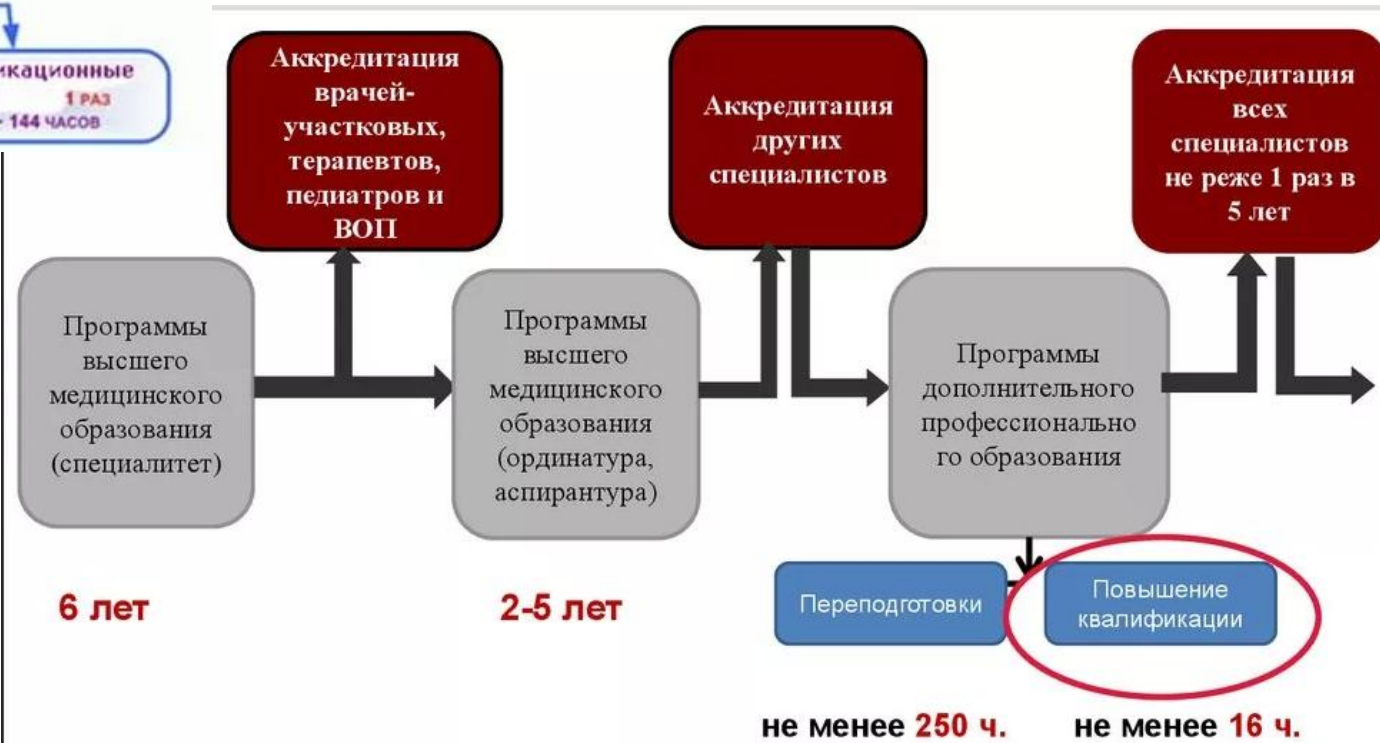 икационные
1 РАЗ
144 ЧАСОВ
Аккредитация
врачей-
участковых,
терапевтов,
педиатров и
ВОП
Аккредитация
других
специалистов
Аккредитация
всех
специалистов
не реже 1 раз в
5 лет
Программы
высшего
медицинского
образования
(специалитет)
Программы
высшего
медицинского
образования
(ординатура,
аспирантура)
Программы
дополнительного
профессионально
го образования
6 лет
2-5 лет
Переподготовки
Повышение
квалификации
не менее 250 ч.
не менее 16 ч.